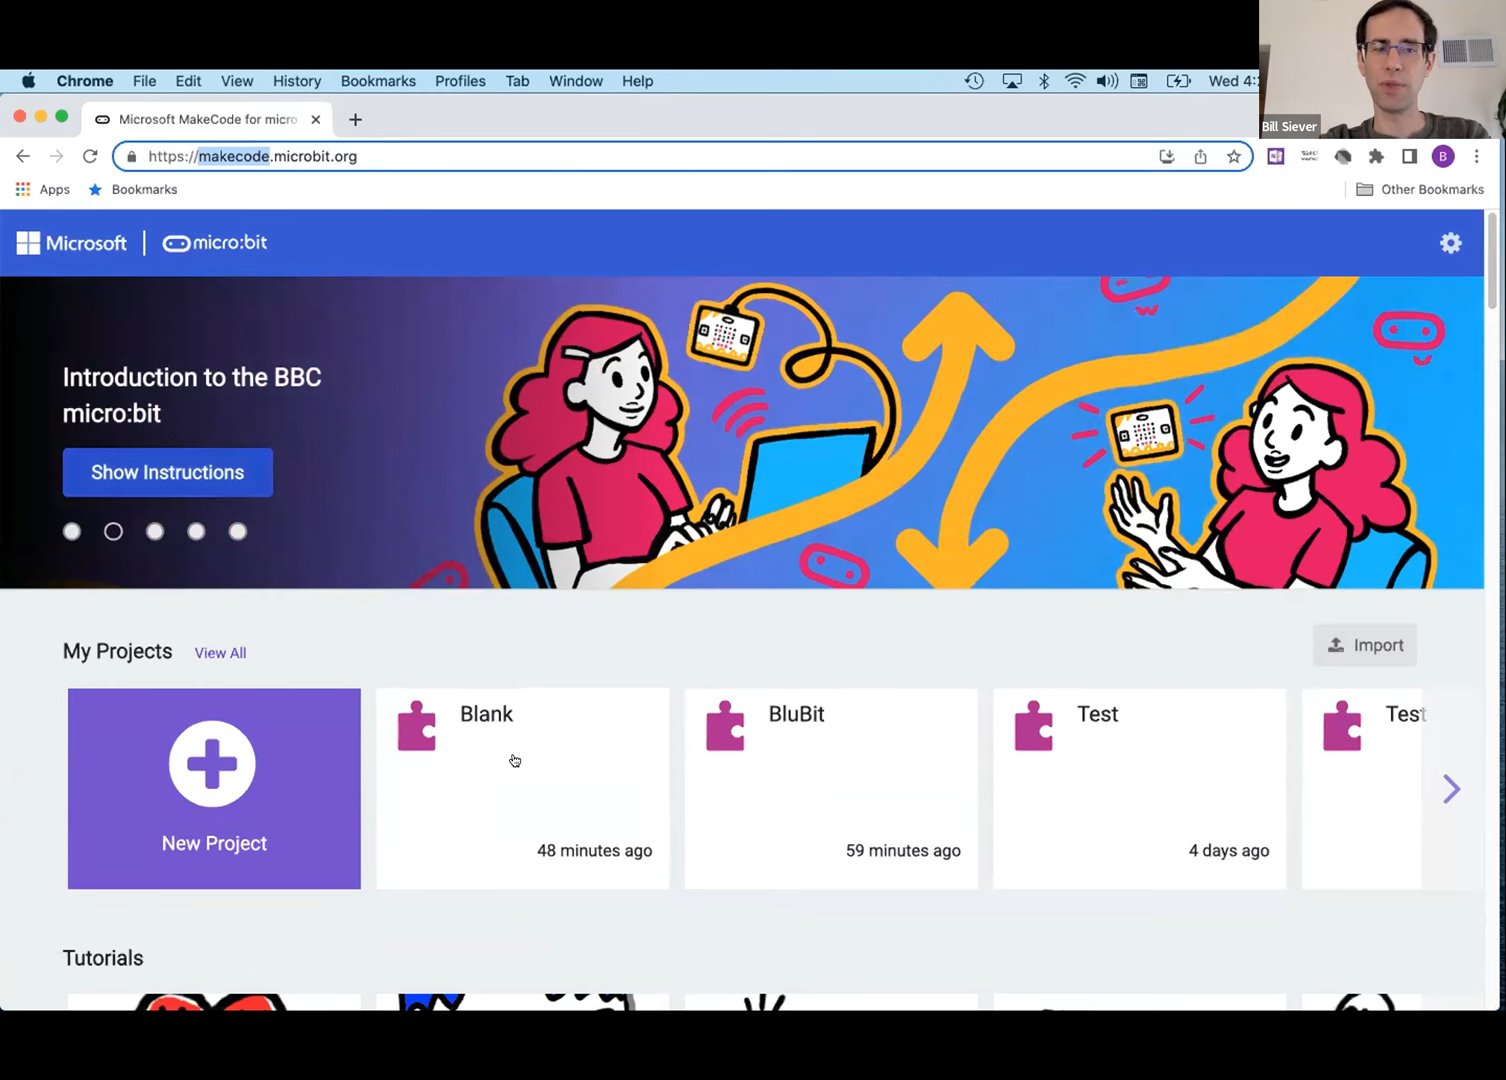 Chrome File Edit View History Bookmarks Profiles Tab Window Help Wed 4:
Bill Siever
Microsoft MakeCode for micro
https://makecode.microbit.org
B
Apps Bookmarks Other Bookmarks
Microsoft micro:bit
Introduction to the BBC
micro:bit
Show Instructions
My Projects View All Import
New Project
Blank
48 minutes ago
BluBit
59 minutes ago
Test
4 days ago
Test
Tutorials